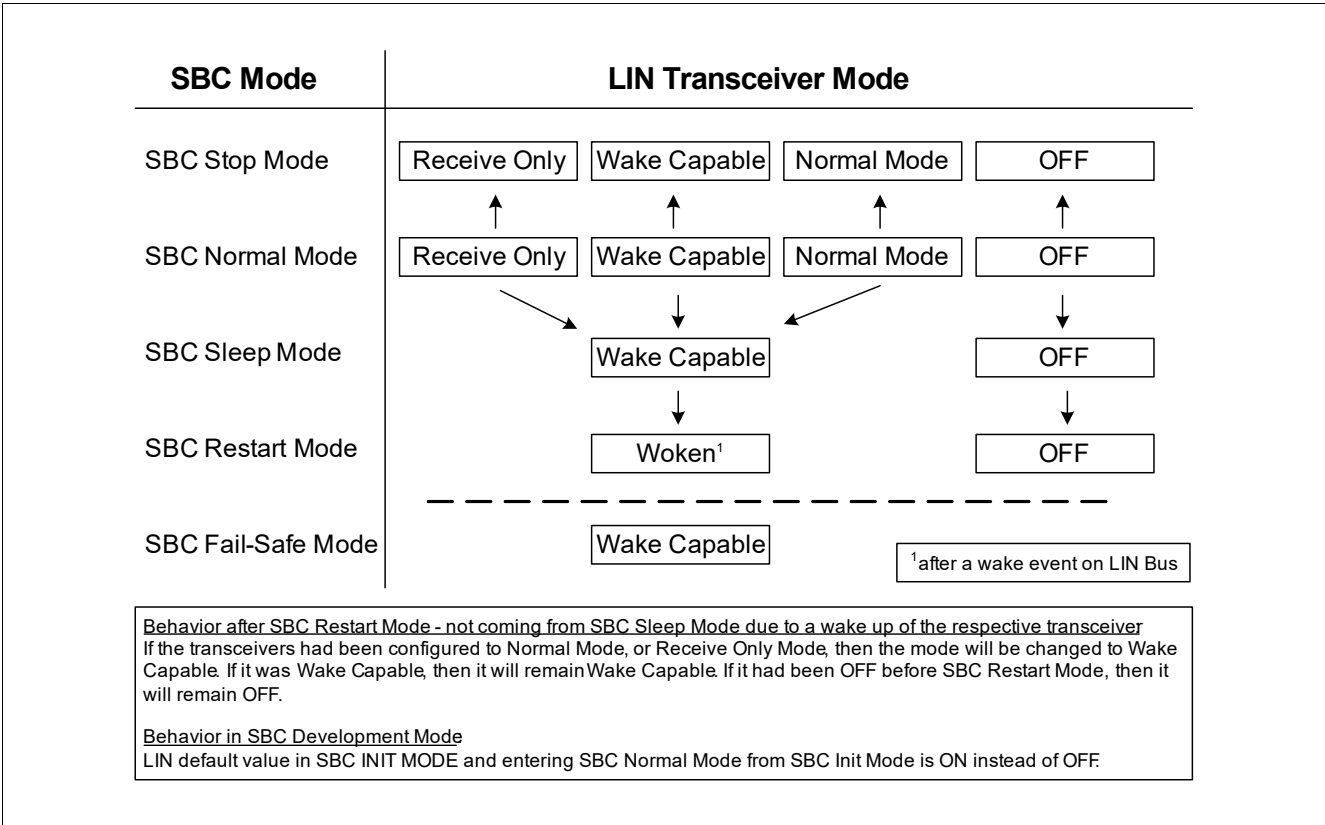 SBC Mode LIN Transceiver Mode
SBC Stop Mode Receive Only Wake Capable Normal Mode OFF
SBC Normal Mode Receive Only Wake Capable Normal Mode OFF
SBC Sleep Mode Wake Capable OFF
SBC Restart Mode Woken¹ OFF
SBC Fail-Safe Mode Wake Capable
¹after a wake event on LIN Bus
Behavior after SBC Restart Mode - not coming from SBC Sleep Mode due to a wake up of the respective transceiver
If the transceivers had been configured to Normal Mode, or Receive Only Mode, then the mode will be changed to Wake
Capable. If it was Wake Capable, then it will remain Wake Capable. If it had been OFF before SBC Restart Mode, then it
will remain OFF.
Behavior in SBC Development Mode
LIN default value in SBC INIT MODE and entering SBC Normal Mode from SBC Init Mode is ON instead of OFF.